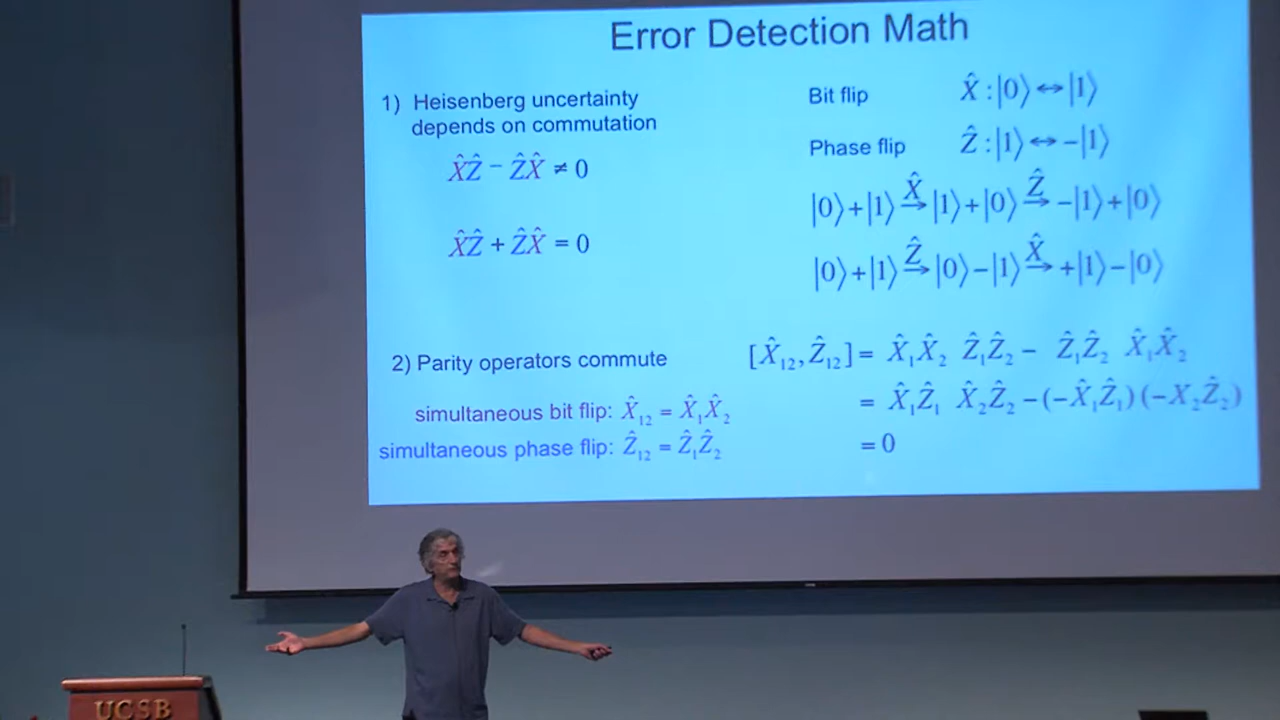 Error Detection Math
1) Heisenberg uncertainty
depends on commutation
X̂Ẑ − ẐX̂ ≠ 0
X̂Ẑ + ẐX̂ = 0
Bit flip X̂ : |0⟩ ↔ |1⟩
Phase flip Ẑ : |1⟩ ↔ −|1⟩
|0⟩+|1⟩ X̂→ |1⟩+|0⟩ Ẑ→ −|1⟩+|0⟩
|0⟩+|1⟩ Ẑ→ |0⟩−|1⟩ X̂→ +|1⟩−|0⟩
2) Parity operators commute
simultaneous bit flip: X̂₁₂ = X̂₁X̂₂
simultaneous phase flip: Ẑ₁₂ = Ẑ₁Ẑ₂
[X̂₁₂, Ẑ₁₂] = X̂₁X̂₂ Ẑ₁Ẑ₂ − Ẑ₁Ẑ₂ X̂₁X̂₂
= X̂₁Ẑ₁ X̂₂Ẑ₂ − (−X̂₁Ẑ₁)(−X₂Ẑ₂)
= 0
UCSB